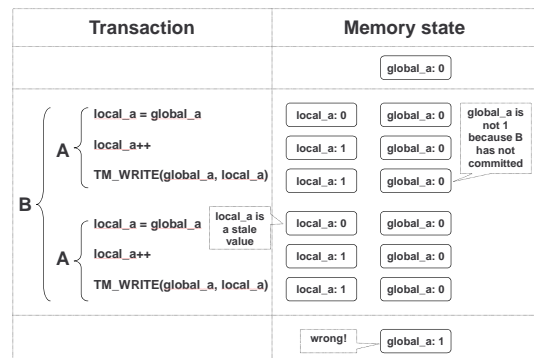 Transaction
Memory state
global_a: 0
B
A
local_a = global_a
local_a: 0
global_a: 0
local_a++
local_a: 1
global_a: 0
TM_WRITE(global_a, local_a)
local_a: 1
global_a: 0
global_a is
not 1
because B
has not
committed
A
local_a = global_a
local_a is
a stale
value
local_a: 0
global_a: 0
local_a++
local_a: 1
global_a: 0
TM_WRITE(global_a, local_a)
local_a: 1
global_a: 0
wrong!
global_a: 1